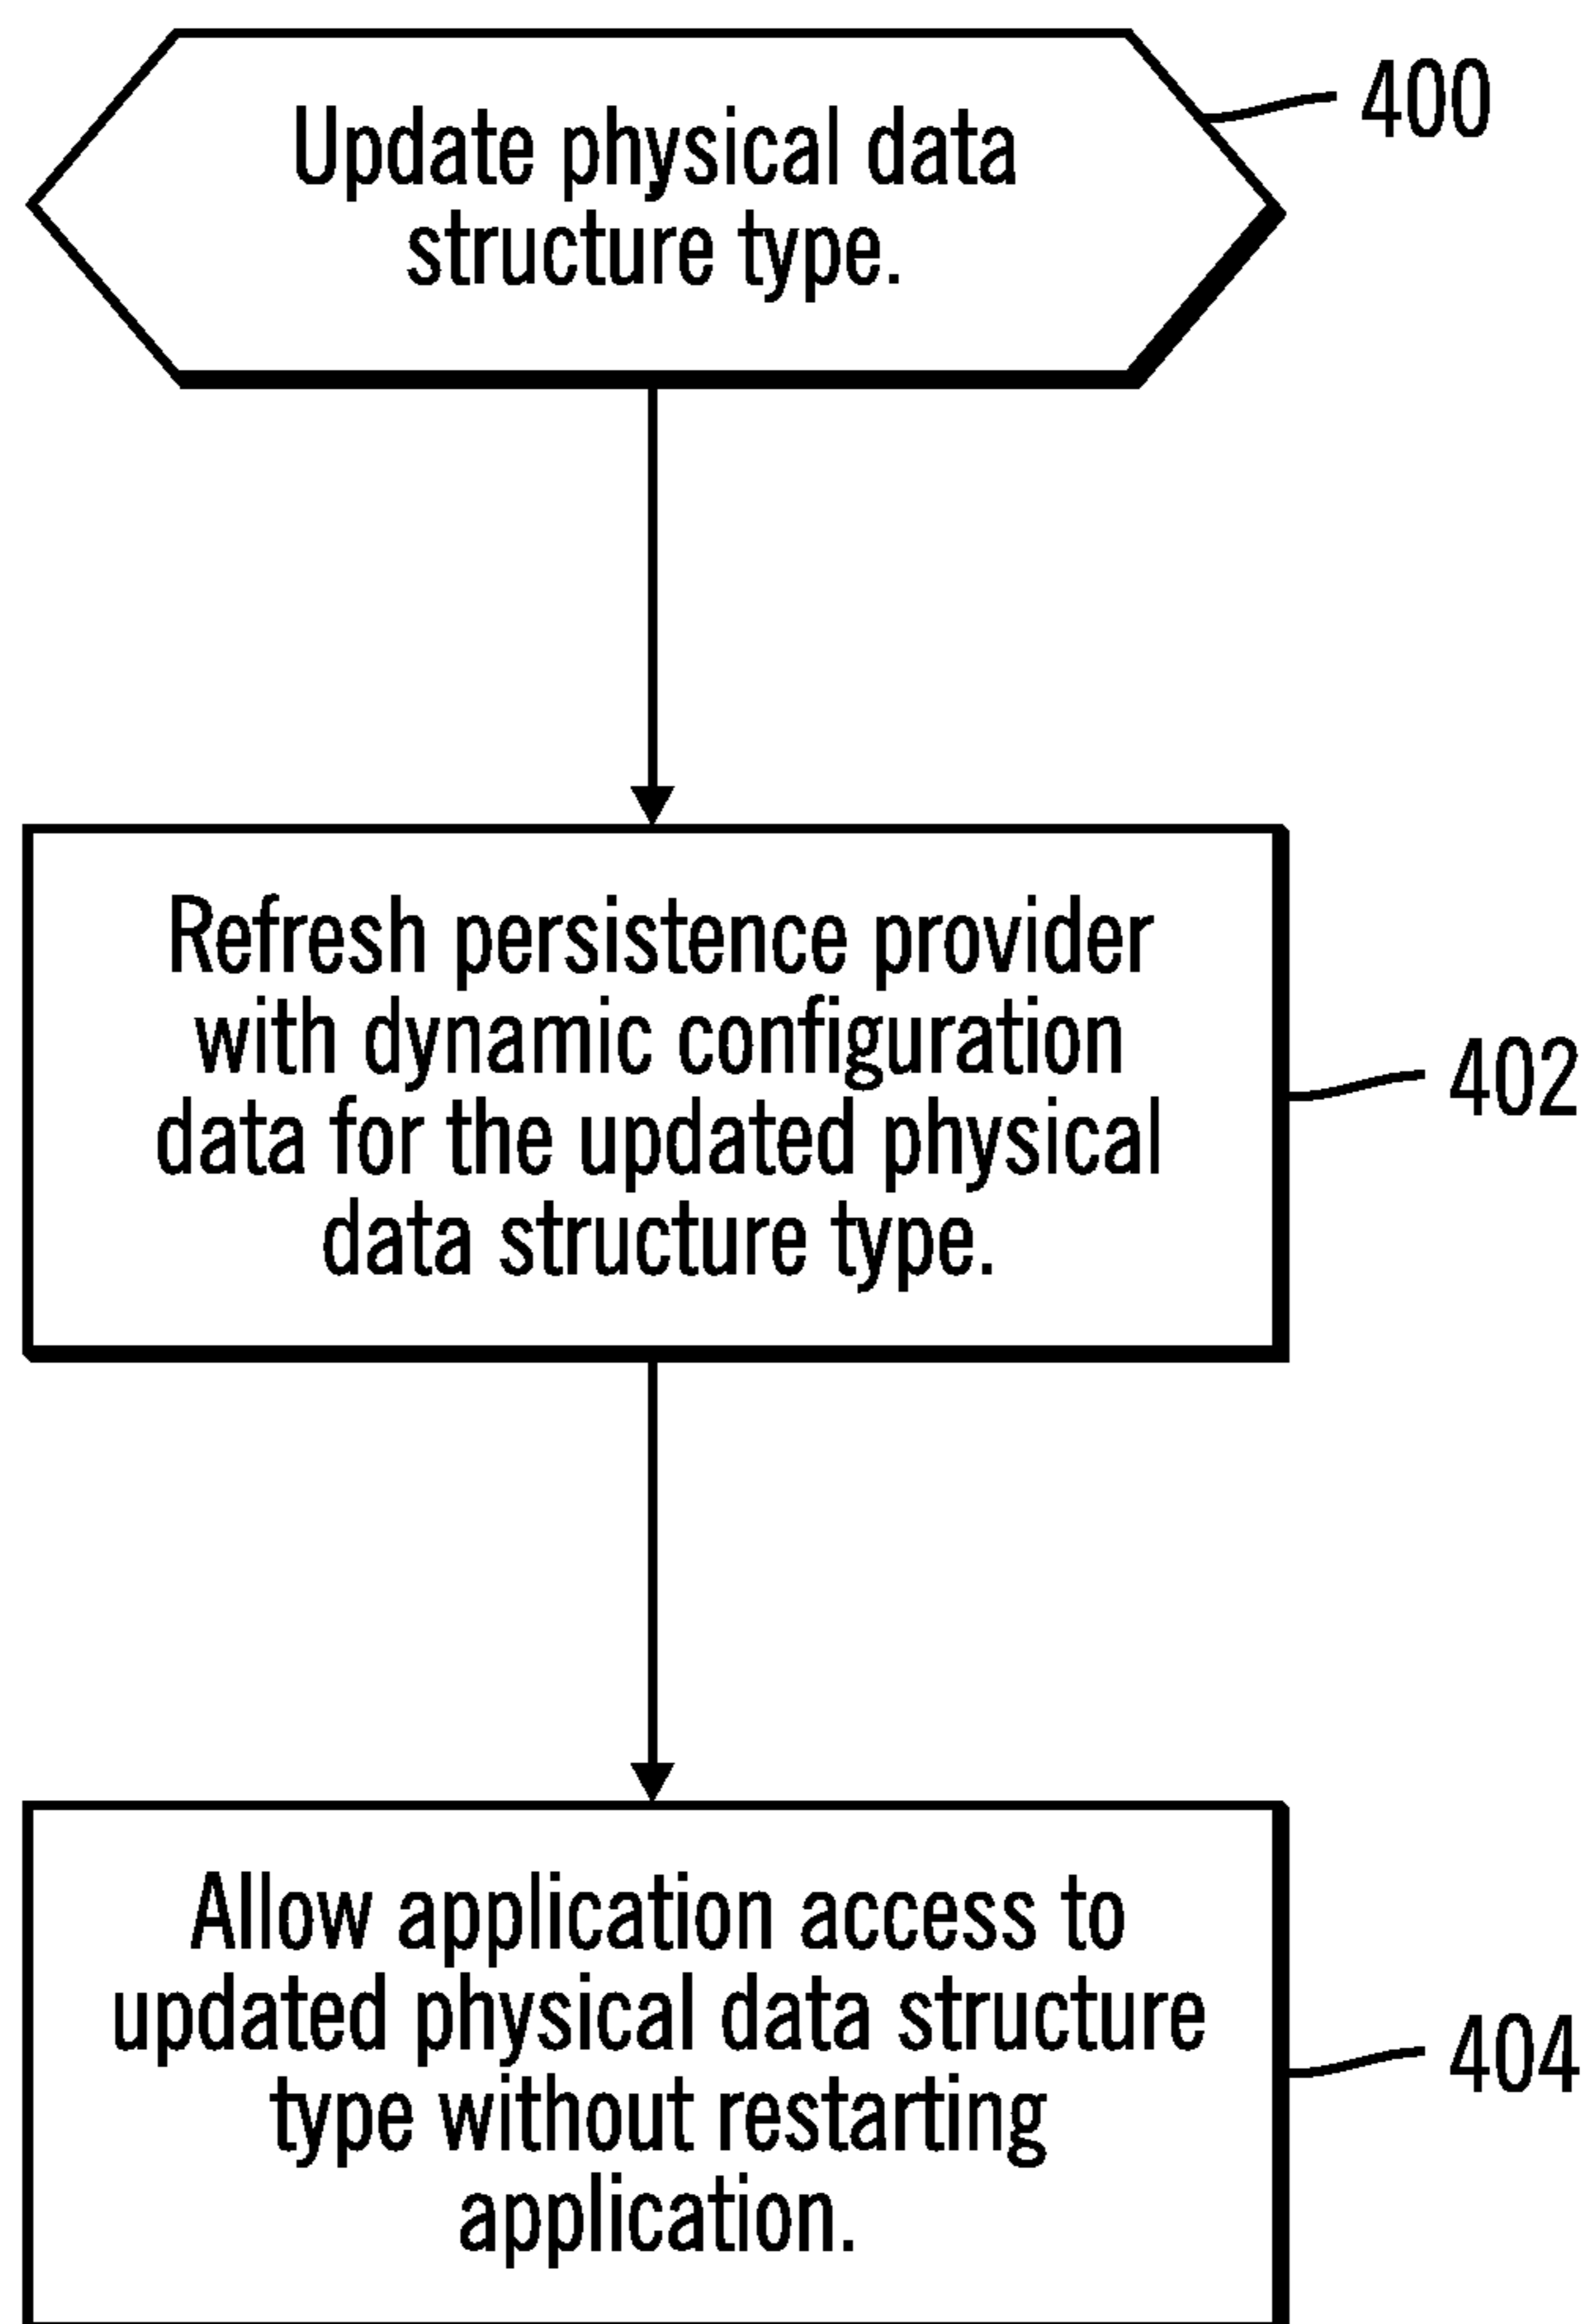 Update physical data
structure type.
400
Refresh persistence provider
with dynamic configuration
data for the updated physical
data structure type.
402
Allow application access to
updated physical data structure
type without restarting
application.
404